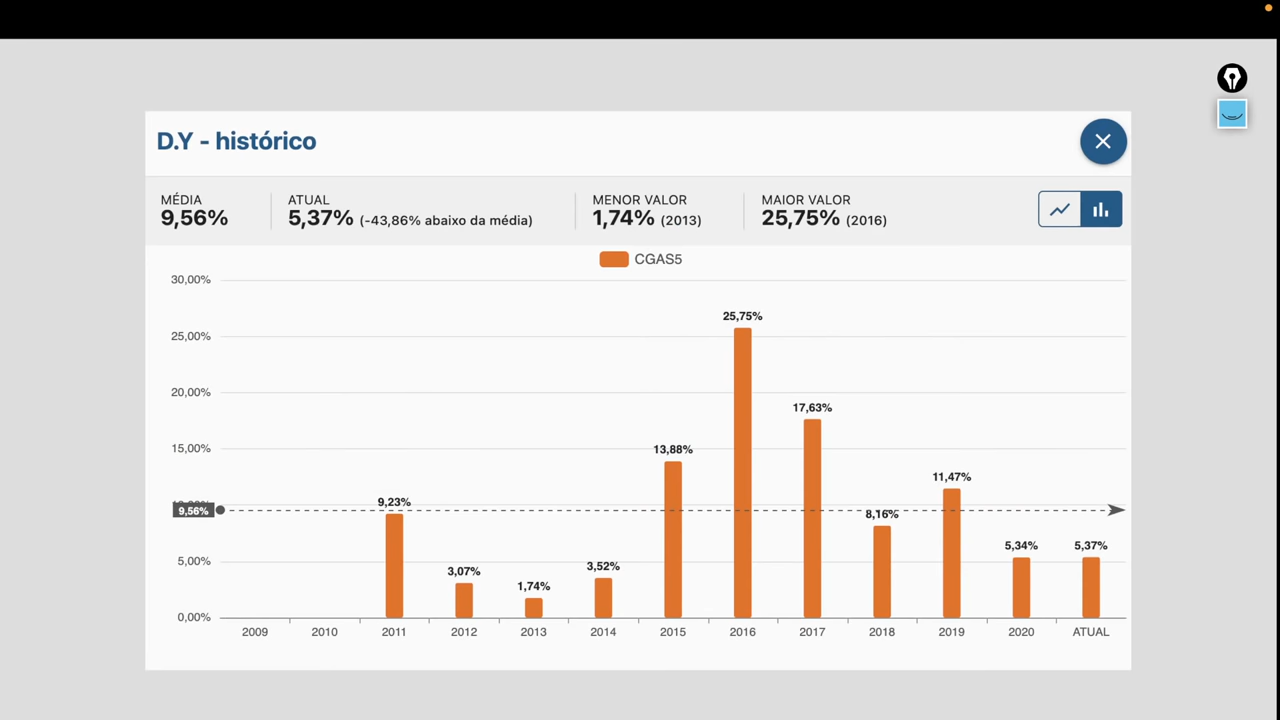 D.Y - histórico
MÉDIA
9,56%
ATUAL
5,37% (-43,86% abaixo da média)
MENOR VALOR
1,74% (2013)
MAIOR VALOR
25,75% (2016)
CGAS5
30,00%
25,00%
20,00%
15,00%
10,00%
9,56%
5,00%
0,00%
9,23%
3,07%
1,74%
3,52%
13,88%
25,75%
17,63%
8,16%
11,47%
5,34%
5,37%
2009 2010 2011 2012 2013 2014 2015 2016 2017 2018 2019 2020 ATUAL